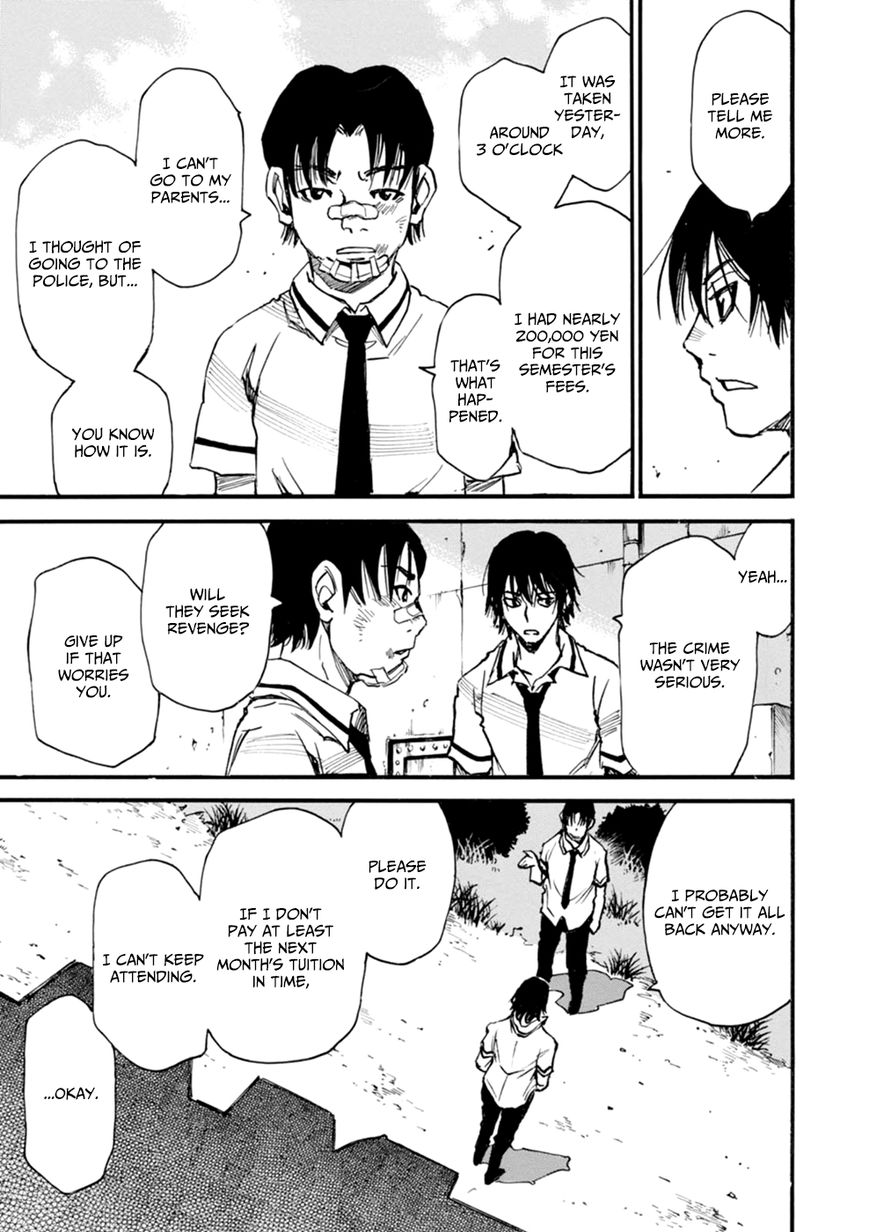 PLEASE
TELL ME
MORE.
IT WAS
TAKEN
YESTER-
DAY,
AROUND
3 O'CLOCK
I HAD NEARLY
200,000 YEN
FOR THIS
SEMESTER'S
FEES.
THAT'S
WHAT
HAP-
PENED.
I CAN'T
GO TO MY
PARENTS...
I THOUGHT OF
GOING TO THE
POLICE, BUT...
YOU KNOW
HOW IT IS.
YEAH...
THE CRIME
WASN'T VERY
SERIOUS.
WILL
THEY SEEK
REVENGE?
GIVE UP
IF THAT
WORRIES
YOU.
I PROBABLY
CAN'T GET IT ALL
BACK ANYWAY.
PLEASE
DO IT.
IF I DON'T
PAY AT LEAST
THE NEXT
MONTH'S TUITION
IN TIME,
I CAN'T KEEP
ATTENDING.
...OKAY.